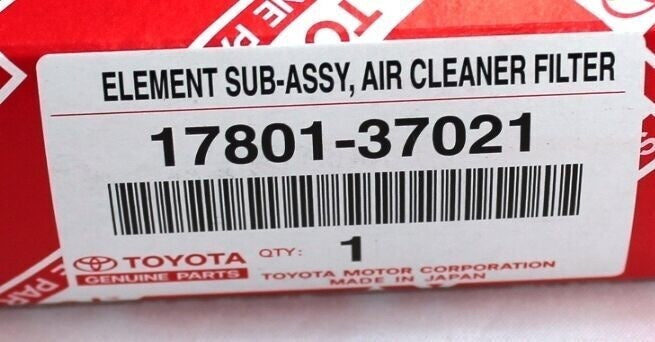 ELEMENT SUB-ASSY, AIR CLEANER FILTER
17801-37021
TOYOTA
GENUINE PARTS
QTY: 1
TOYOTA MOTOR CORPORATION
MADE IN JAPAN